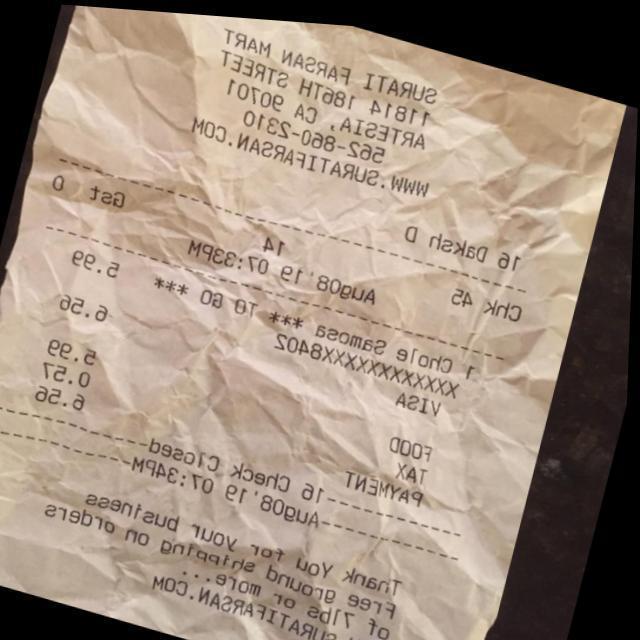 SURATI FARSAN MART
11814 186TH STREET
ARTESIA, CA 90701
562-860-2310
WWW.SURATIFARSAN.COM
16 Daksh D
Chk 45 14 Gst 0
Aug08'19 07:33PM
*** TO GO ***
1 Chole Samosa 5.99
XXXXXXXXXXXX8402
VISA 6.56
FOOD 5.99
TAX 0.57
PAYMENT 6.56
16 Check Closed
Aug08'19 07:34PM
Thank You for your business
Free ground shipping on orders
of 7lbs or more...
SURATIFARSAN.COM